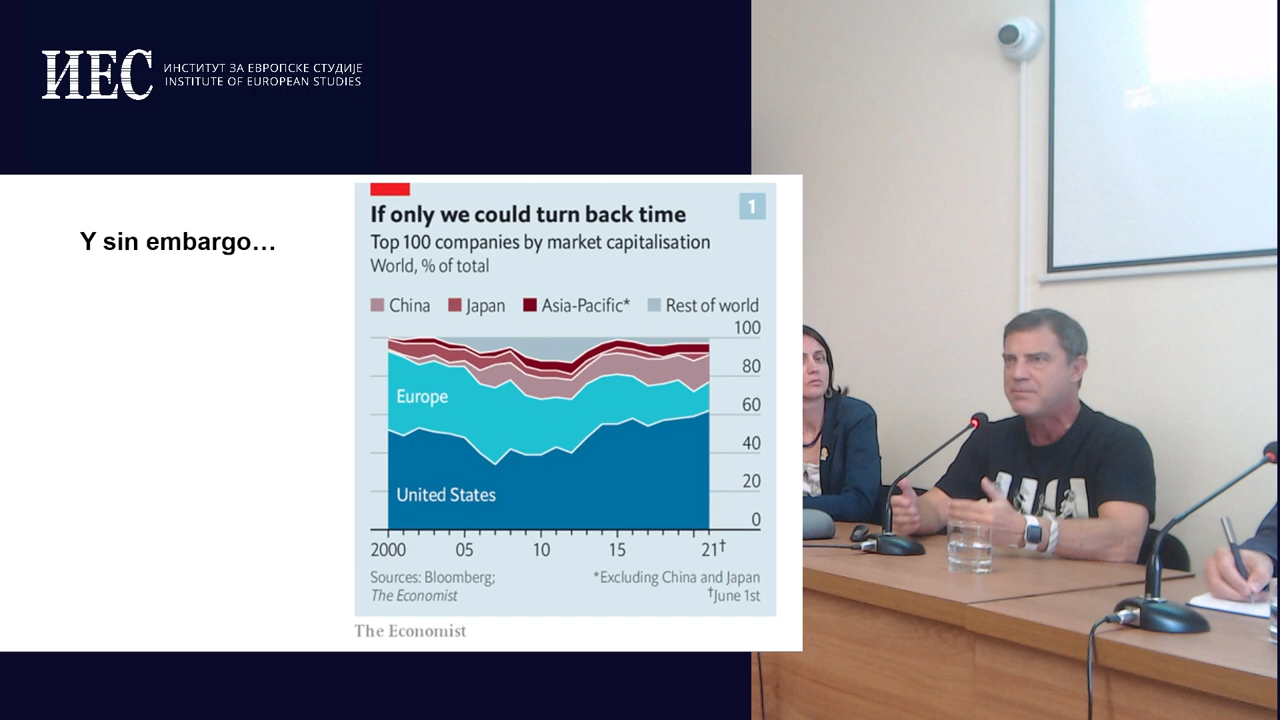 ИЕС
ИНСТИТУТ ЗА ЕВРОПСКЕ СТУДИЈЕ
INSTITUTE OF EUROPEAN STUDIES
Y sin embargo…
If only we could turn back time
1
Top 100 companies by market capitalisation
World, % of total
China Japan Asia-Pacific* Rest of world
100
80
Europe
60
40
United States
20
0
2000 05 10 15 21†
Sources: Bloomberg; *Excluding China and Japan
The Economist †June 1st
The Economist